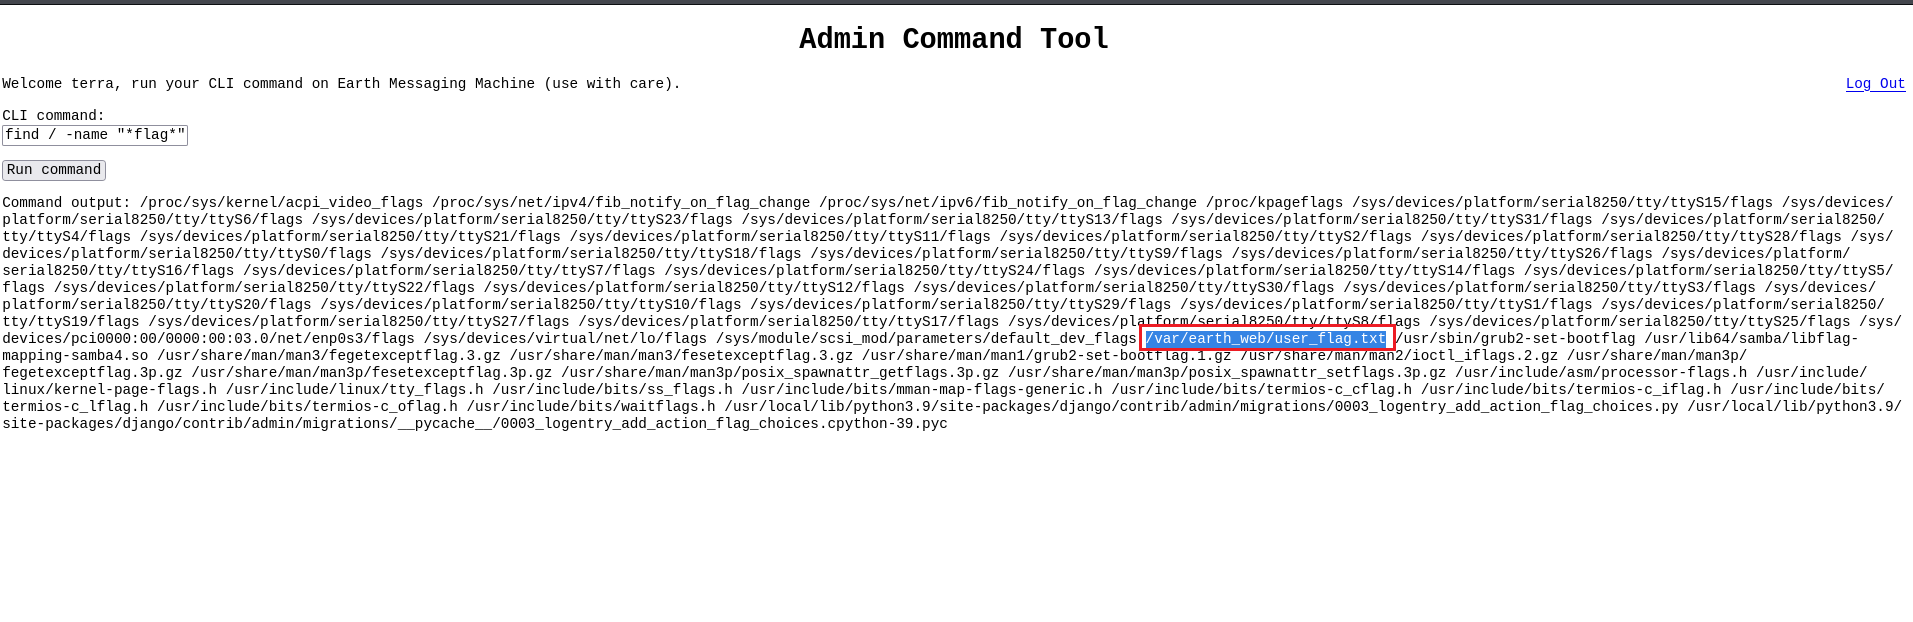 Admin Command Tool
Welcome terra, run your CLI command on Earth Messaging Machine (use with care).
Log Out
CLI command:
find / -name "*flag*"
Run command
Command output: /proc/sys/kernel/acpi_video_flags /proc/sys/net/ipv4/fib_notify_on_flag_change /proc/sys/net/ipv6/fib_notify_on_flag_change /proc/kpageflags /sys/devices/platform/serial8250/tty/ttyS15/flags /sys/devices/
platform/serial8250/tty/ttyS6/flags /sys/devices/platform/serial8250/tty/ttyS23/flags /sys/devices/platform/serial8250/tty/ttyS13/flags /sys/devices/platform/serial8250/tty/ttyS31/flags /sys/devices/platform/serial8250/
tty/ttyS4/flags /sys/devices/platform/serial8250/tty/ttyS21/flags /sys/devices/platform/serial8250/tty/ttyS11/flags /sys/devices/platform/serial8250/tty/ttyS2/flags /sys/devices/platform/serial8250/tty/ttyS28/flags /sys/
devices/platform/serial8250/tty/ttyS0/flags /sys/devices/platform/serial8250/tty/ttyS18/flags /sys/devices/platform/serial8250/tty/ttyS9/flags /sys/devices/platform/serial8250/tty/ttyS26/flags /sys/devices/platform/
serial8250/tty/ttyS16/flags /sys/devices/platform/serial8250/tty/ttyS7/flags /sys/devices/platform/serial8250/tty/ttyS24/flags /sys/devices/platform/serial8250/tty/ttyS14/flags /sys/devices/platform/serial8250/tty/ttyS5/
flags /sys/devices/platform/serial8250/tty/ttyS22/flags /sys/devices/platform/serial8250/tty/ttyS12/flags /sys/devices/platform/serial8250/tty/ttyS30/flags /sys/devices/platform/serial8250/tty/ttyS3/flags /sys/devices/
platform/serial8250/tty/ttyS20/flags /sys/devices/platform/serial8250/tty/ttyS10/flags /sys/devices/platform/serial8250/tty/ttyS29/flags /sys/devices/platform/serial8250/tty/ttyS1/flags /sys/devices/platform/serial8250/
tty/ttyS19/flags /sys/devices/platform/serial8250/tty/ttyS27/flags /sys/devices/platform/serial8250/tty/ttyS17/flags /sys/devices/platform/serial8250/tty/ttyS8/flags /sys/devices/platform/serial8250/tty/ttyS25/flags /sys/
devices/pci0000:00/0000:00:03.0/net/enp0s3/flags /sys/devices/virtual/net/lo/flags /sys/module/scsi_mod/parameters/default_dev_flags /var/earth_web/user_flag.txt /usr/sbin/grub2-set-bootflag /usr/lib64/samba/libflag-
mapping-samba4.so /usr/share/man/man3/fegetexceptflag.3.gz /usr/share/man/man3/fesetexceptflag.3.gz /usr/share/man/man1/grub2-set-bootflag.1.gz /usr/share/man/man2/ioctl_iflags.2.gz /usr/share/man/man3p/
fegetexceptflag.3p.gz /usr/share/man/man3p/fesetexceptflag.3p.gz /usr/share/man/man3p/posix_spawnattr_getflags.3p.gz /usr/share/man/man3p/posix_spawnattr_setflags.3p.gz /usr/include/asm/processor-flags.h /usr/include/
linux/kernel-page-flags.h /usr/include/linux/tty_flags.h /usr/include/bits/ss_flags.h /usr/include/bits/mman-map-flags-generic.h /usr/include/bits/termios-c_cflag.h /usr/include/bits/termios-c_iflag.h /usr/include/bits/
termios-c_lflag.h /usr/include/bits/termios-c_oflag.h /usr/include/bits/waitflags.h /usr/local/lib/python3.9/site-packages/django/contrib/admin/migrations/0003_logentry_add_action_flag_choices.py /usr/local/lib/python3.9/
site-packages/django/contrib/admin/migrations/__pycache__/0003_logentry_add_action_flag_choices.cpython-39.pyc